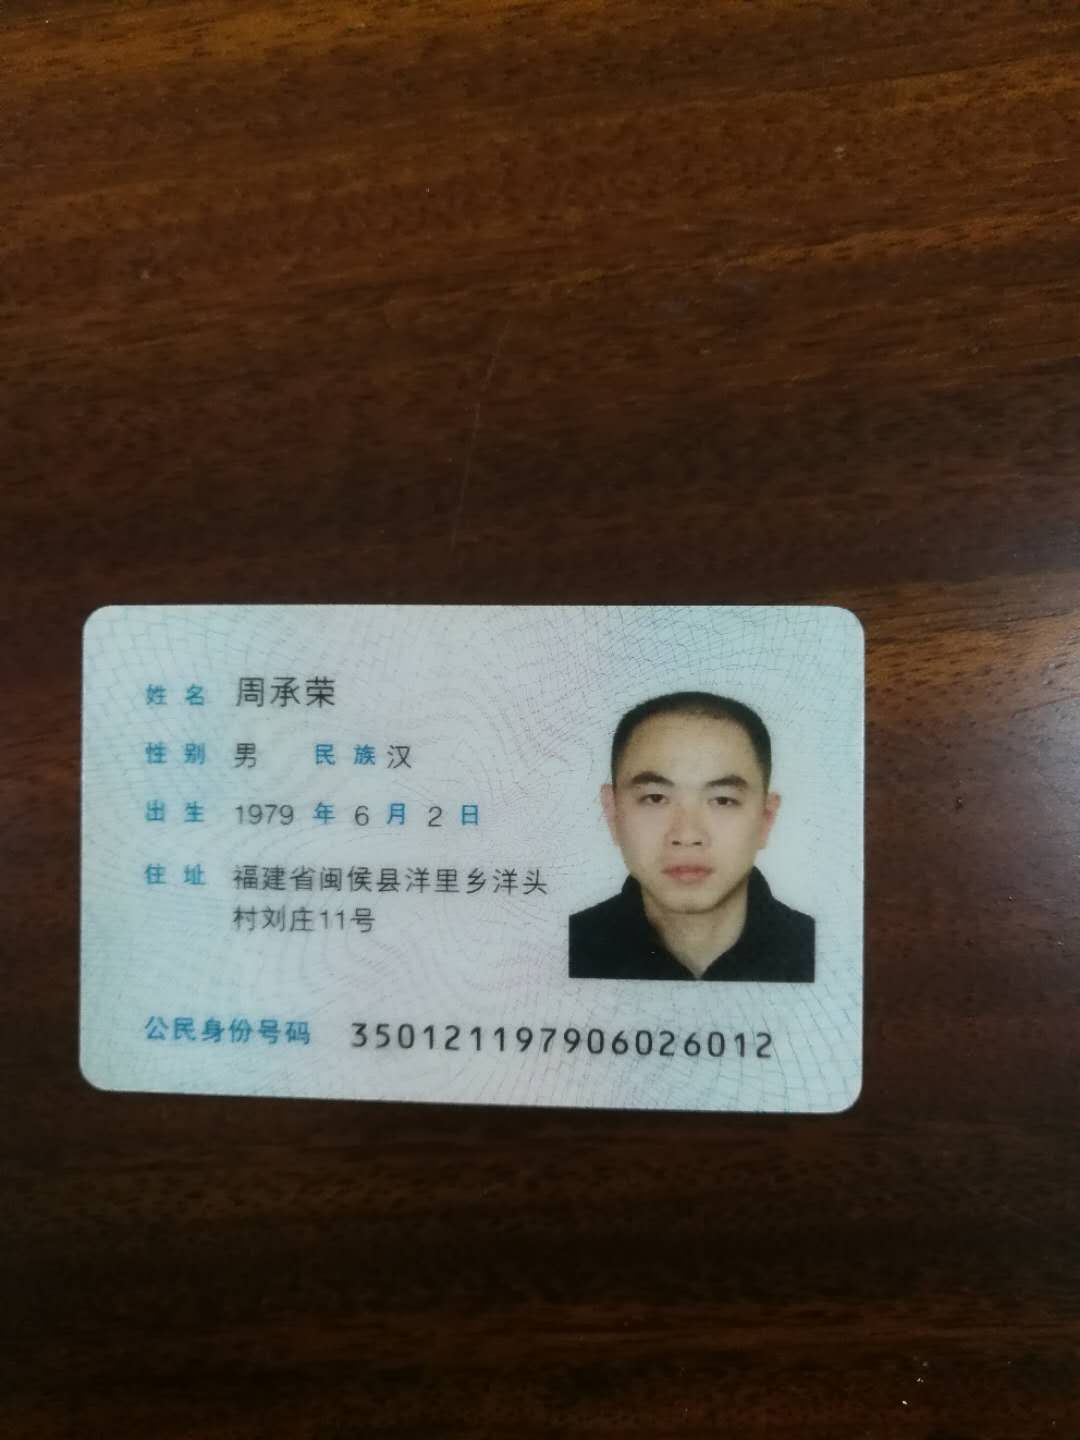 姓名 周承荣
性别 男 民族 汉
出生 1979 年 6 月 2 日
住址 福建省闽侯县洋里乡洋头
村刘庄11号
公民身份号码 350121197906026012